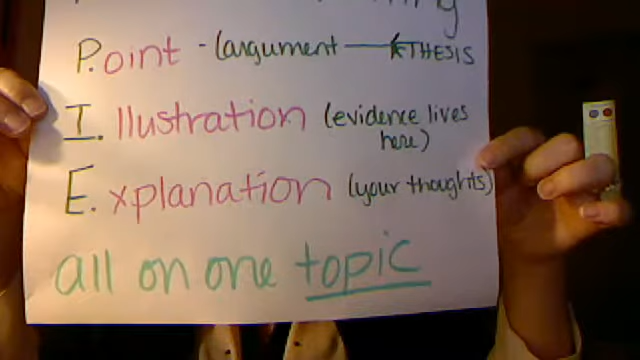 P.oint - (argument → THESIS
I. llustration (evidence lives
here)
E. xplanation (your thoughts)
all on one topic